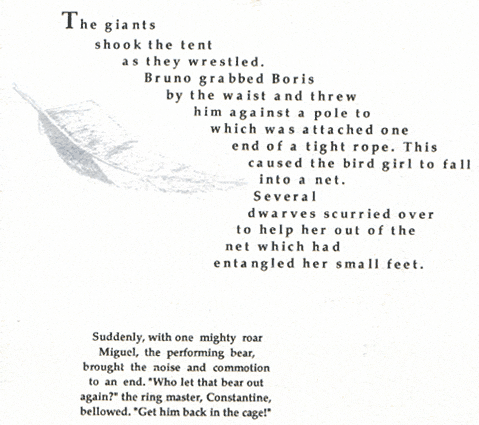 The giants
shook the tent
as they wrestled.
Bruno grabbed Boris
by the waist and threw
him against a pole to
which was attached one
end of a tight rope. This
caused the bird girl to fall
into a net.
Several
dwarves scurried over
to help her out of the
net which had
entangled her small feet.
Suddenly, with one mighty roar
Miguel, the performing bear,
brought the noise and commotion
to an end. "Who let that bear out
again?" the ring master, Constantine,
bellowed. "Get him back in the cage!"